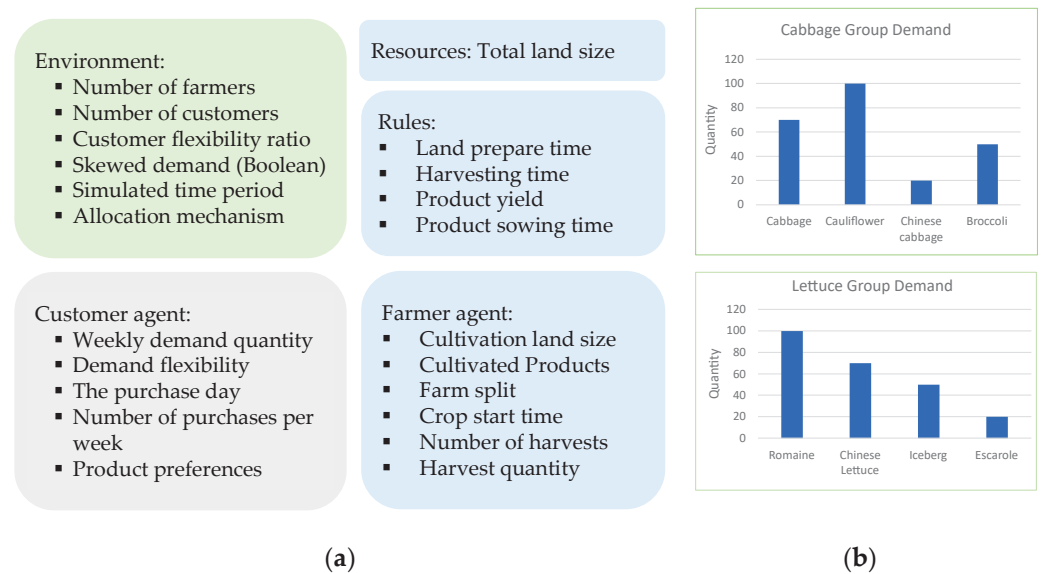 Environment:
▪ Number of farmers
▪ Number of customers
▪ Customer flexibility ratio
▪ Skewed demand (Boolean)
▪ Simulated time period
▪ Allocation mechanism
Resources: Total land size
Rules:
▪ Land prepare time
▪ Harvesting time
▪ Product yield
▪ Product sowing time
Customer agent:
▪ Weekly demand quantity
▪ Demand flexibility
▪ The purchase day
▪ Number of purchases per
week
▪ Product preferences
Farmer agent:
▪ Cultivation land size
▪ Cultivated Products
▪ Farm split
▪ Crop start time
▪ Number of harvests
▪ Harvest quantity
(a)
Cabbage Group Demand
Quantity
120
100
80
60
40
20
0
Cabbage Cauliflower Chinese Broccoli
cabbage
Lettuce Group Demand
Quantity
120
100
80
60
40
20
0
Romaine Chinese Iceberg Escarole
Lettuce
(b)